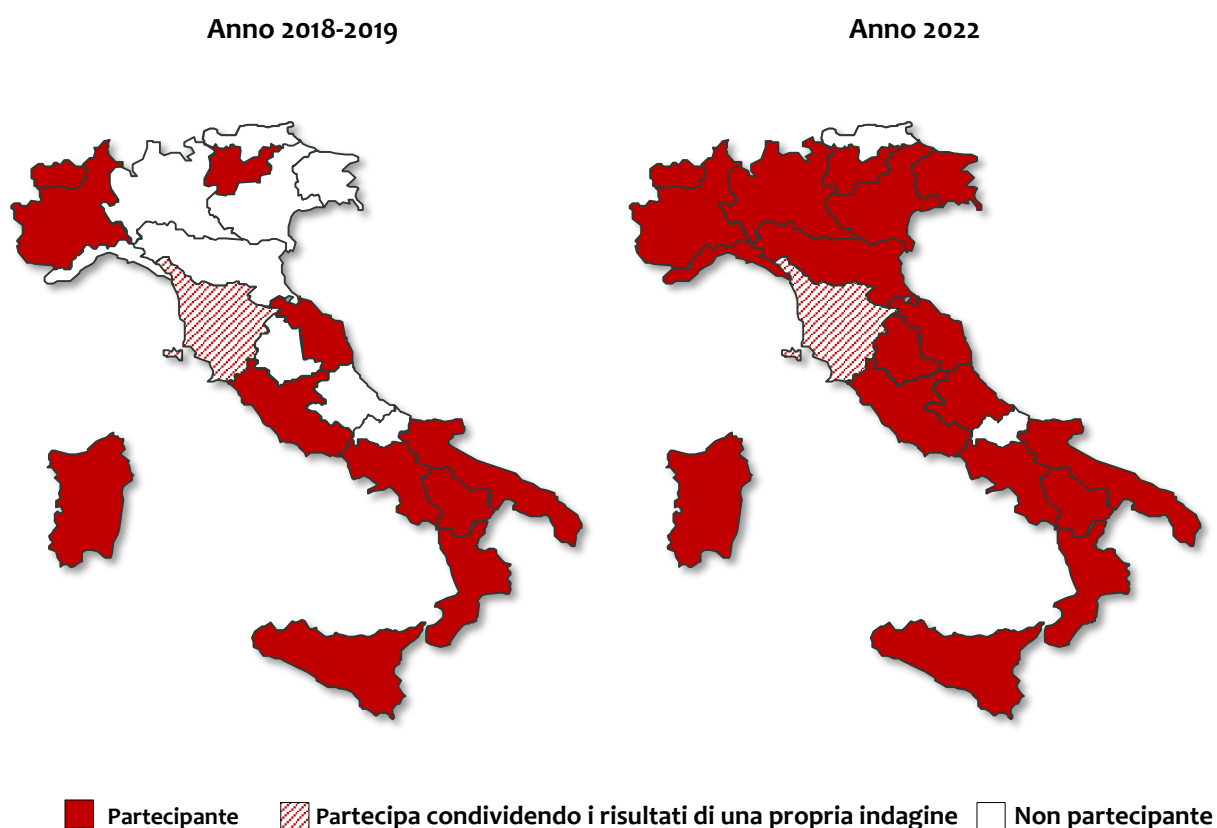 Anno 2018-2019
Anno 2022
Partecipante
Partecipa condividendo i risultati di una propria indagine
Non partecipante